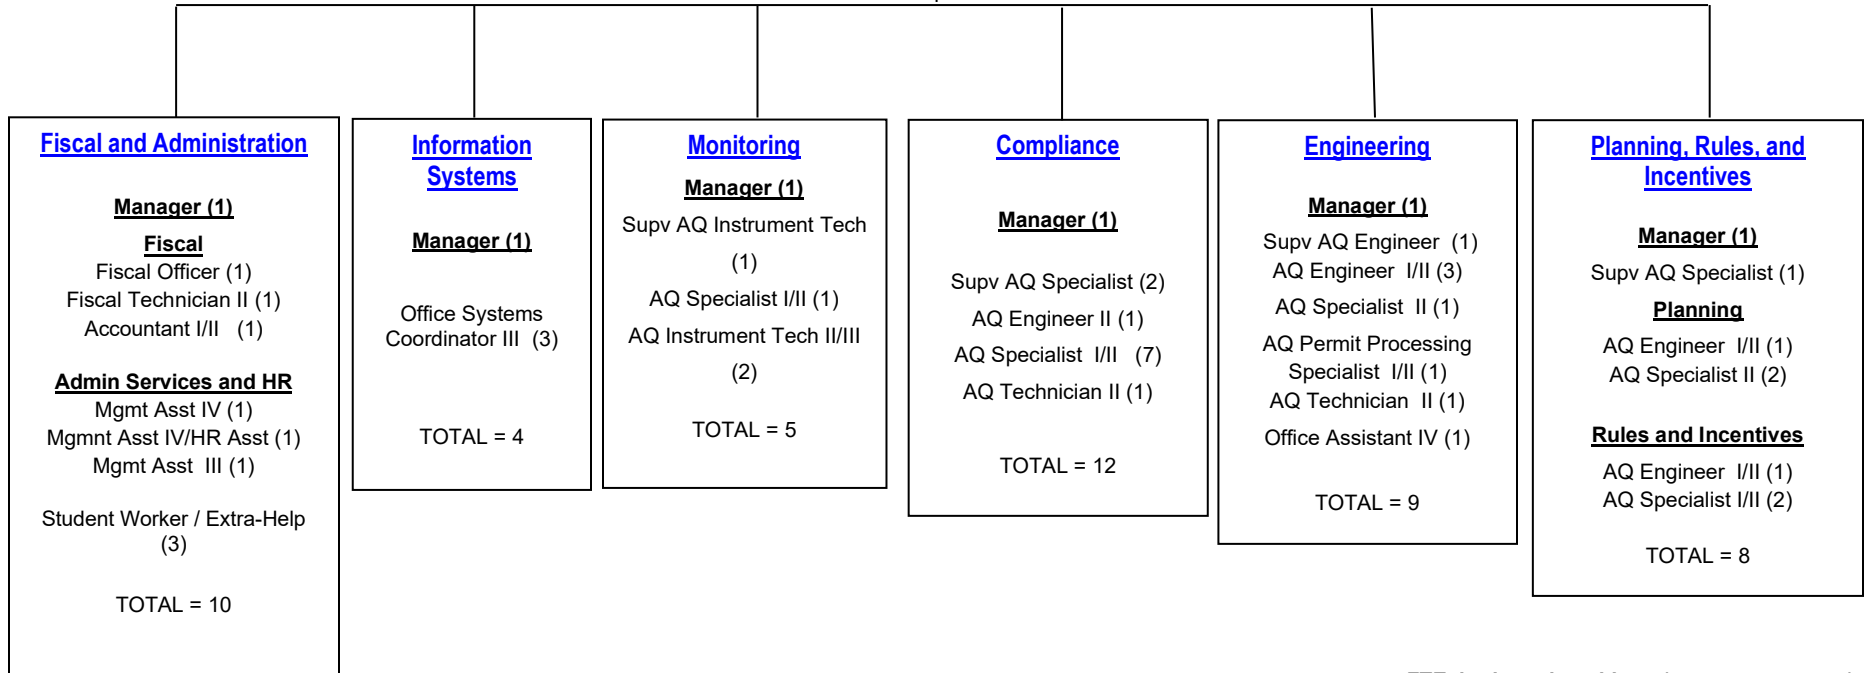 Fiscal and Administration
Manager (1)
Fiscal
Fiscal Officer (1)
Fiscal Technician II (1)
Accountant I/II (1)
Admin Services and HR
Mgmt Asst IV (1)
Mgmnt Asst IV/HR Asst (1)
Mgmt Asst III (1)
Student Worker / Extra-Help
(3)
TOTAL = 10
Information
Systems
Manager (1)
Office Systems
Coordinator III (3)
TOTAL = 4
Monitoring
Manager (1)
Supv AQ Instrument Tech
(1)
AQ Specialist I/II (1)
AQ Instrument Tech II/III
(2)
TOTAL = 5
Compliance
Manager (1)
Supv AQ Specialist (2)
AQ Engineer II (1)
AQ Specialist I/II (7)
AQ Technician II (1)
TOTAL = 12
Engineering
Manager (1)
Supv AQ Engineer (1)
AQ Engineer I/II (3)
AQ Specialist II (1)
AQ Permit Processing
Specialist I/II (1)
AQ Technician II (1)
Office Assistant IV (1)
TOTAL = 9
Planning, Rules, and
Incentives
Manager (1)
Supv AQ Specialist (1)
Planning
AQ Engineer I/II (1)
AQ Specialist II (2)
Rules and Incentives
AQ Engineer I/II (1)
AQ Specialist I/II (2)
TOTAL = 8